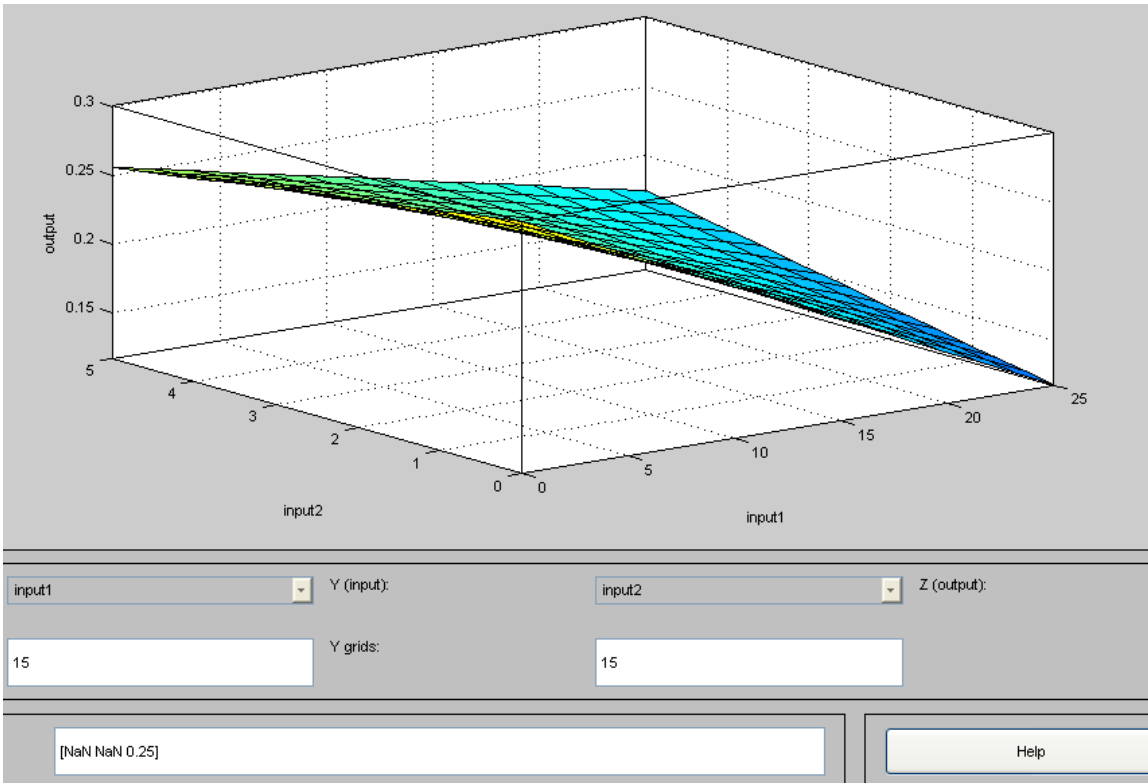 0.3
0.25
0.2
0.15
output
5
4
3
2
1
0
input2
0
5
10
15
20
25
input1
input1
Y (input):
input2
Z (output):
15
Y grids:
15
[NaN NaN 0.25]
Help